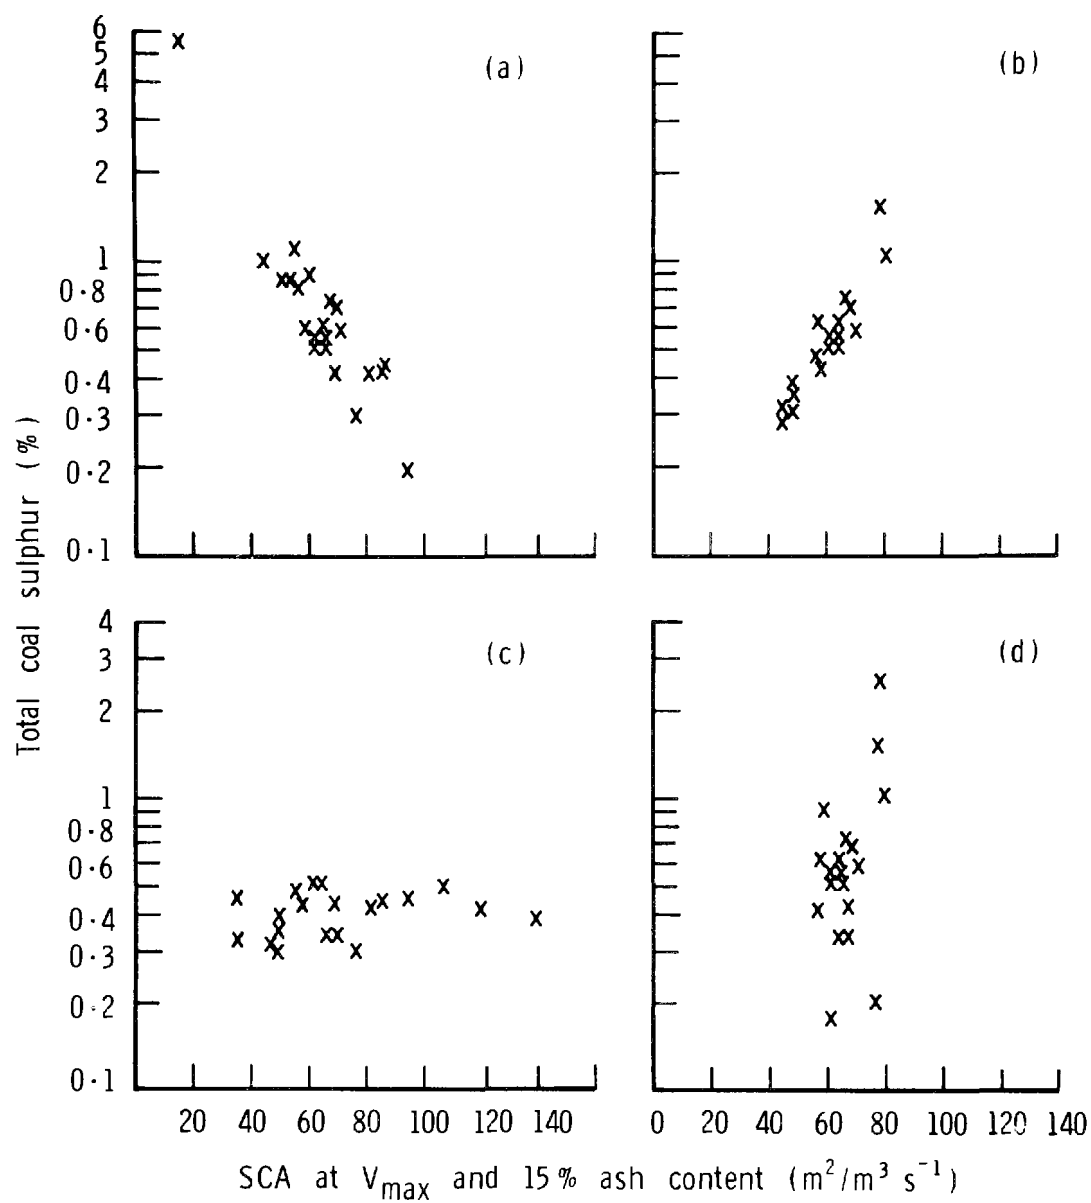 6
5
4
3
2
1
0·8
0·6
0·4
0·3
0·2
0·1
(a)
(b)
4
3
2
1
0·8
0·6
0·4
0·3
0·2
0·1
(c)
(d)
Total coal sulphur (%)
20 40 60 80 100 120 140
0 20 40 60 80 100 120 140
SCA at Vmax and 15% ash content (m²/m³ s⁻¹)